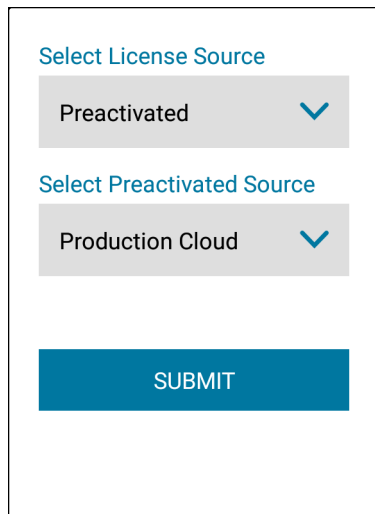 Select License Source
Preactivated
Select Preactivated Source
Production Cloud
SUBMIT